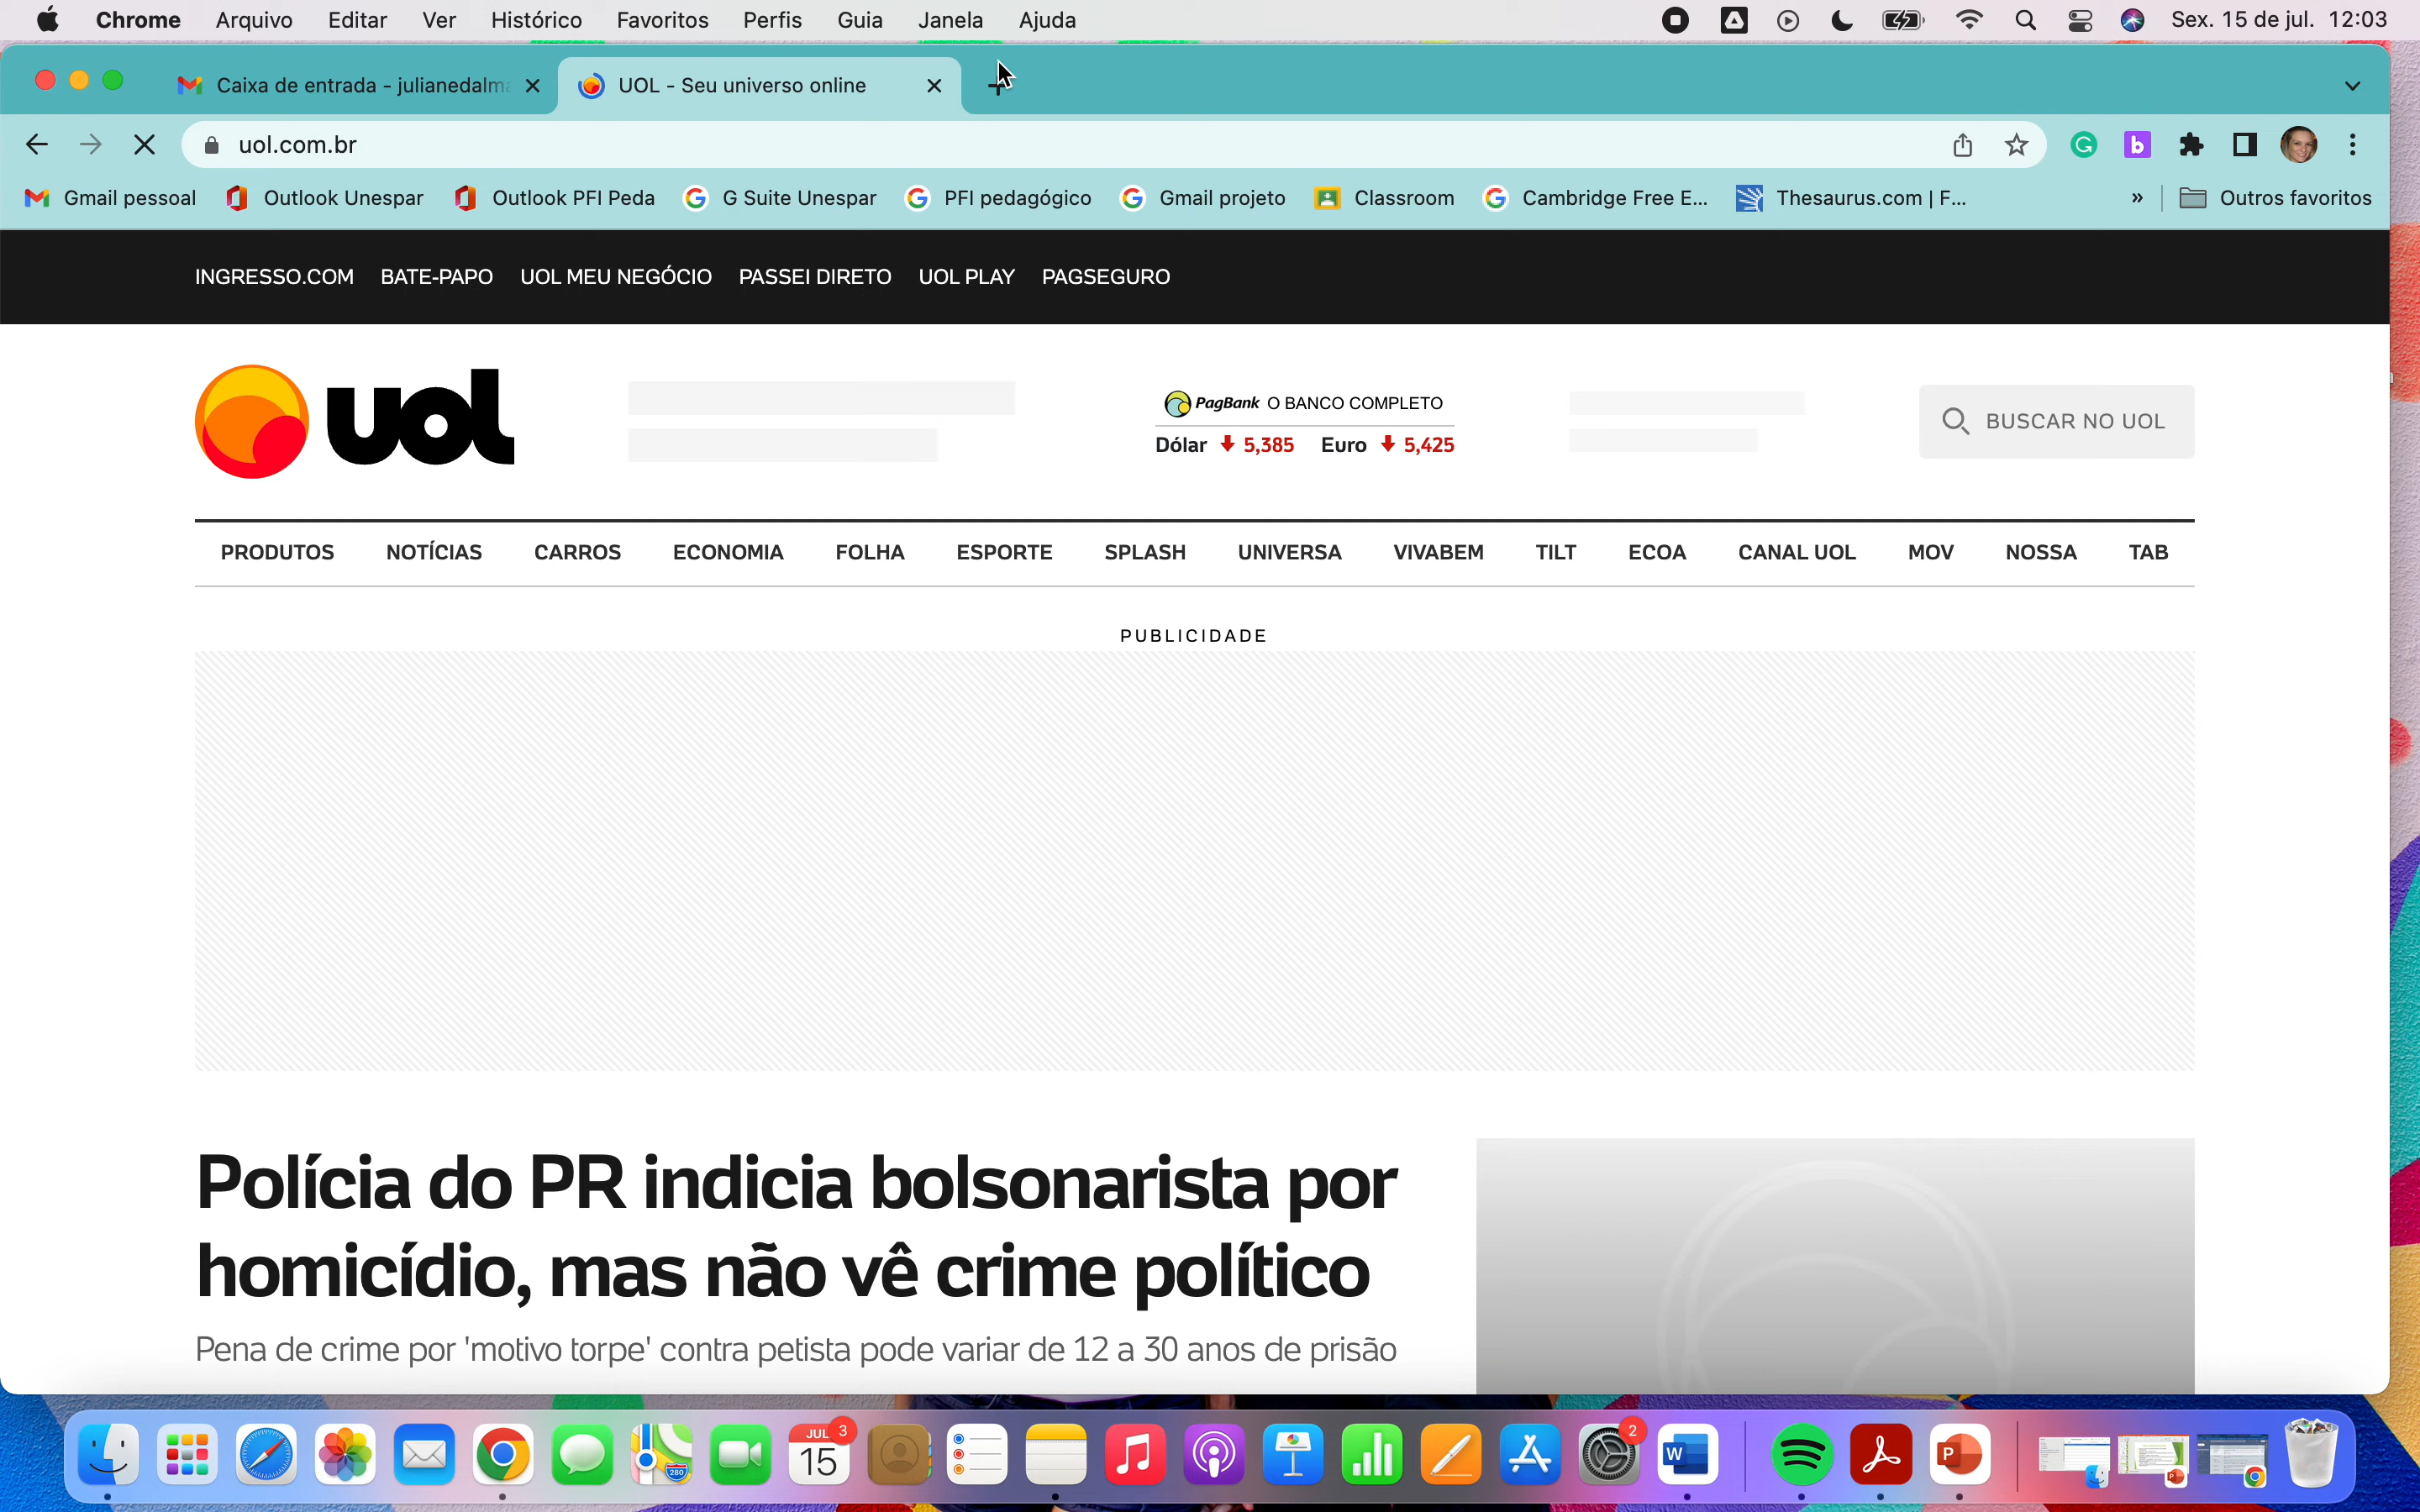 Chrome Arquivo Editar Ver Histórico Favoritos Perfis Guia Janela Ajuda Sex. 15 de jul. 12:03
Caixa de entrada - julianedalma UOL - Seu universo online
uol.com.br
Gmail pessoal Outlook Unespar Outlook PFI Peda G Suite Unespar PFI pedagógico Gmail projeto Classroom Cambridge Free E... Thesaurus.com | F... » Outros favoritos
INGRESSO.COM BATE-PAPO UOL MEU NEGÓCIO PASSEI DIRETO UOL PLAY PAGSEGURO
uol
PagBank O BANCO COMPLETO
Dólar 5,385 Euro 5,425
BUSCAR NO UOL
PRODUTOS NOTÍCIAS CARROS ECONOMIA FOLHA ESPORTE SPLASH UNIVERSA VIVABEM TILT ECOA CANAL UOL MOV NOSSA TAB
PUBLICIDADE
Polícia do PR indicia bolsonarista por
homicídio, mas não vê crime político
Pena de crime por 'motivo torpe' contra petista pode variar de 12 a 30 anos de prisão
280
JUL 3
15
2
W
P